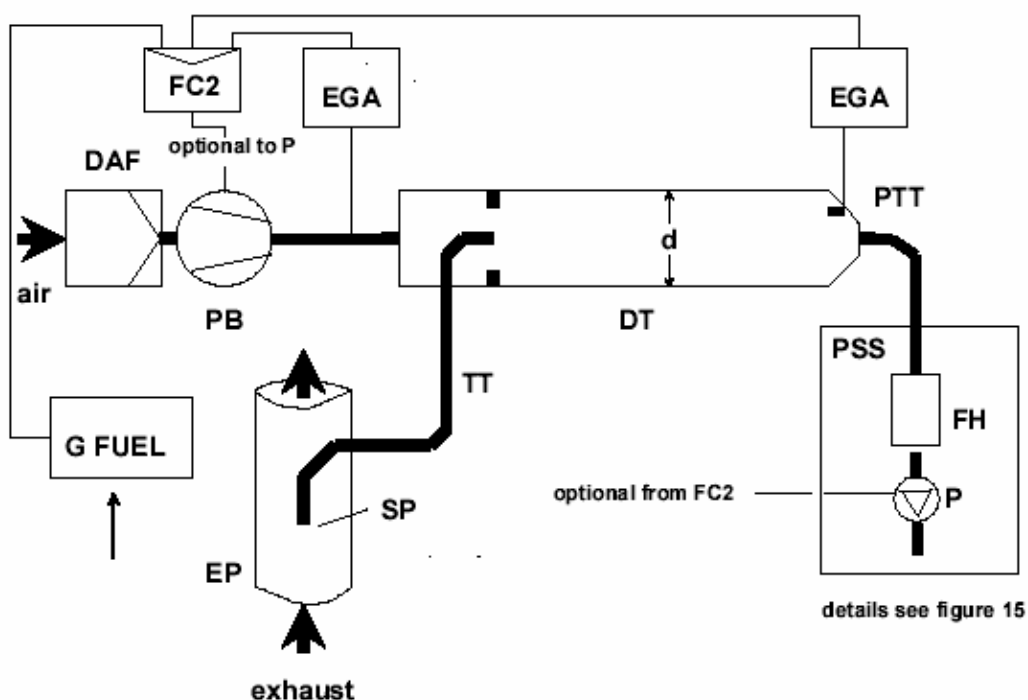 FC2
EGA
EGA
optional to P
DAF
PTT
d
air
PB
DT
PSS
TT
FH
G FUEL
optional from FC2
P
SP
EP
details see figure 15
exhaust